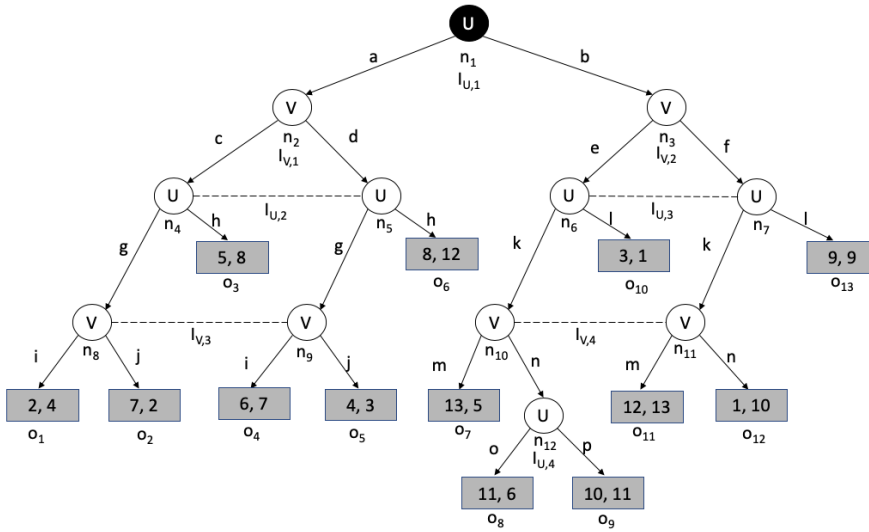 U
n1
IU,1
a
b
V
n2
IV,1
V
n3
IV,2
c
d
e
f
U
n4
IU,2
U
n5
U
n6
IU,3
U
n7
h
h
l
l
g
g
k
k
5, 8
o3
8, 12
o6
3, 1
o10
9, 9
o13
V
n8
IV,3
V
n9
V
n10
IV,4
V
n11
i
j
i
j
m
n
m
n
2, 4
o1
7, 2
o2
6, 7
o4
4, 3
o5
13, 5
o7
U
n12
IU,4
12, 13
o11
1, 10
o12
o
p
11, 6
o8
10, 11
o9